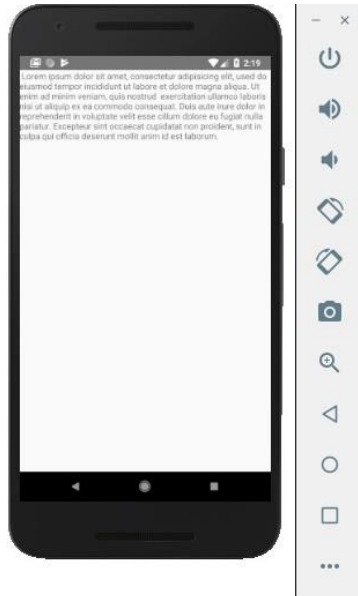 2:19
Lorem ipsum dolor sit amet, consectetur adipisicing elit, used do
eiusmod tempor incididunt ut labore et dolore magna aliqua. Ut
enim ad minim veniam, quis nostrud exercitation ullamco laboris
nisi ut aliquip ex ea commodo consequat. Duis aute irure dolor in
reprehenderit in voluptate velit esse cillum dolore eu fugiat nulla
pariatur. Excepteur sint occaecat cupidatat non proident, sunt in
culpa qui officia deserunt mollit anim id est laborum.